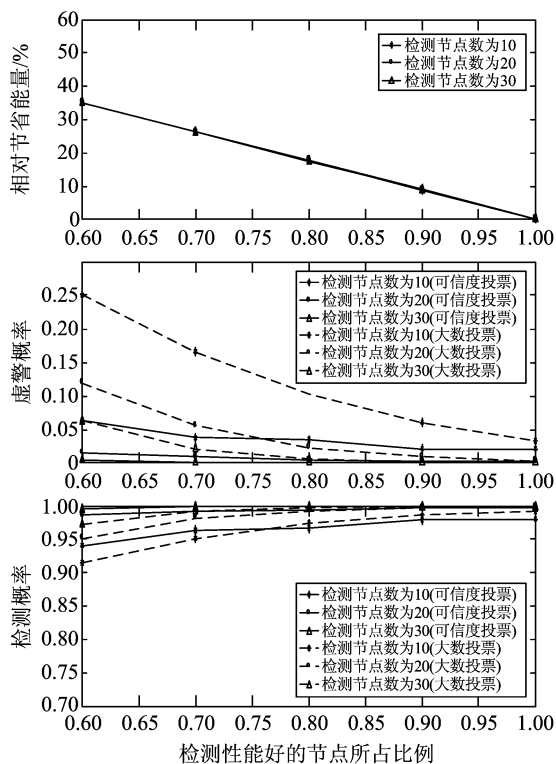 相对节省能量/%
60
50
40
30
20
10
0
检测节点数为10
检测节点数为20
检测节点数为30
0.60 0.65 0.70 0.75 0.80 0.85 0.90 0.95 1.00
虚警概率
0.25
0.20
0.15
0.10
0.05
0
检测节点数为10(可信度投票)
检测节点数为20(可信度投票)
检测节点数为30(可信度投票)
检测节点数为10(大数投票)
检测节点数为20(大数投票)
检测节点数为30(大数投票)
0.60 0.65 0.70 0.75 0.80 0.85 0.90 0.95 1.00
检测概率
1.00
0.95
0.90
0.85
0.80
0.75
0.70
检测节点数为10(可信度投票)
检测节点数为20(可信度投票)
检测节点数为30(可信度投票)
检测节点数为10(大数投票)
检测节点数为20(大数投票)
检测节点数为30(大数投票)
0.60 0.65 0.70 0.75 0.80 0.85 0.90 0.95 1.00
检测性能好的节点所占比例